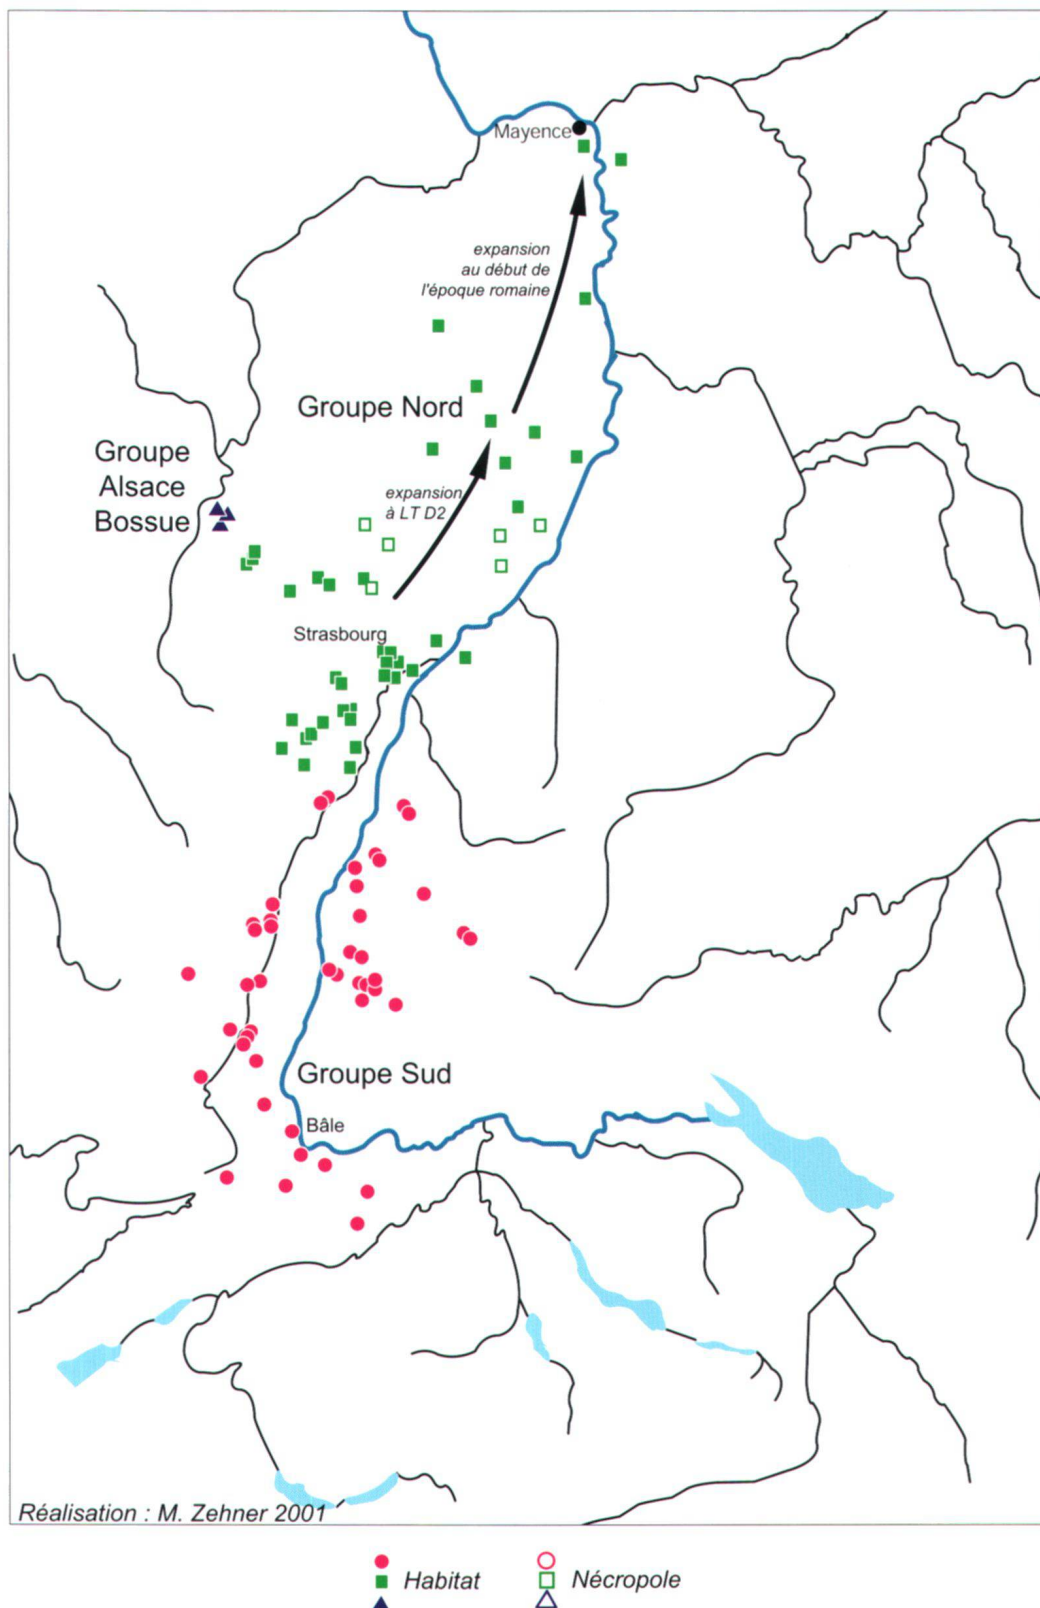 Mayence
expansion
au début de
l'époque romaine
Groupe Nord
Groupe
Alsace
Bossue
expansion
à LT D2
Strasbourg
Groupe Sud
Bâle
Réalisation : M. Zehner 2001
Habitat
Nécropole